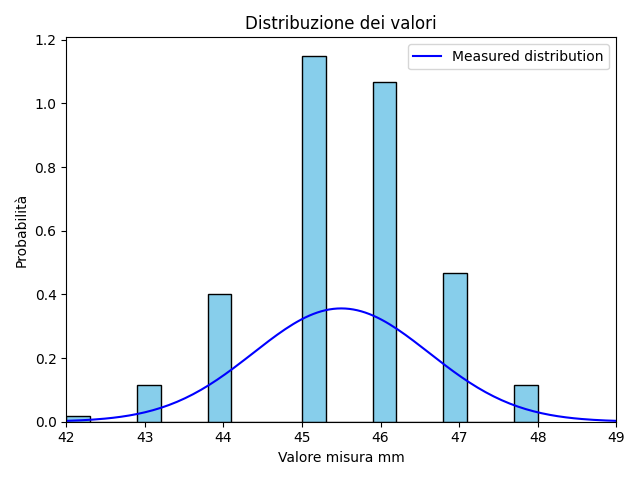 Distribuzione dei valori
Measured distribution
Probabilità
1.2
1.0
0.8
0.6
0.4
0.2
0.0
42 43 44 45 46 47 48 49
Valore misura mm